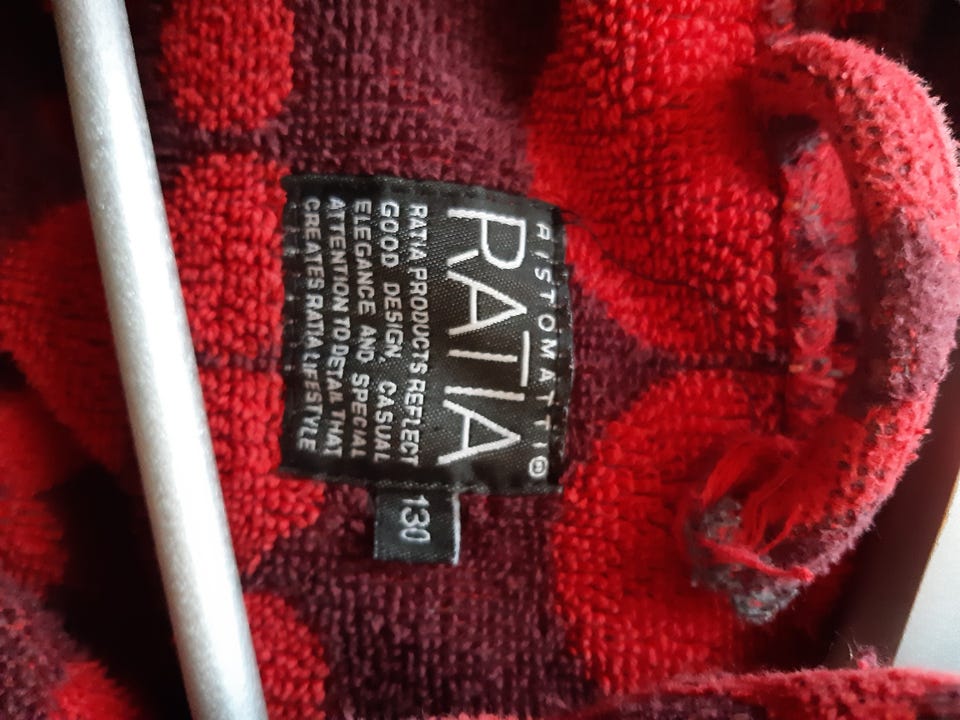 RISTOMATTI
RATIA ®
RATIA PRODUCTS REFLECT
GOOD DESIGN, CASUAL
ELEGANCE AND SPECIAL
ATTENTION TO DETAIL THAT
CREATES RATIA LIFESTYLE
130